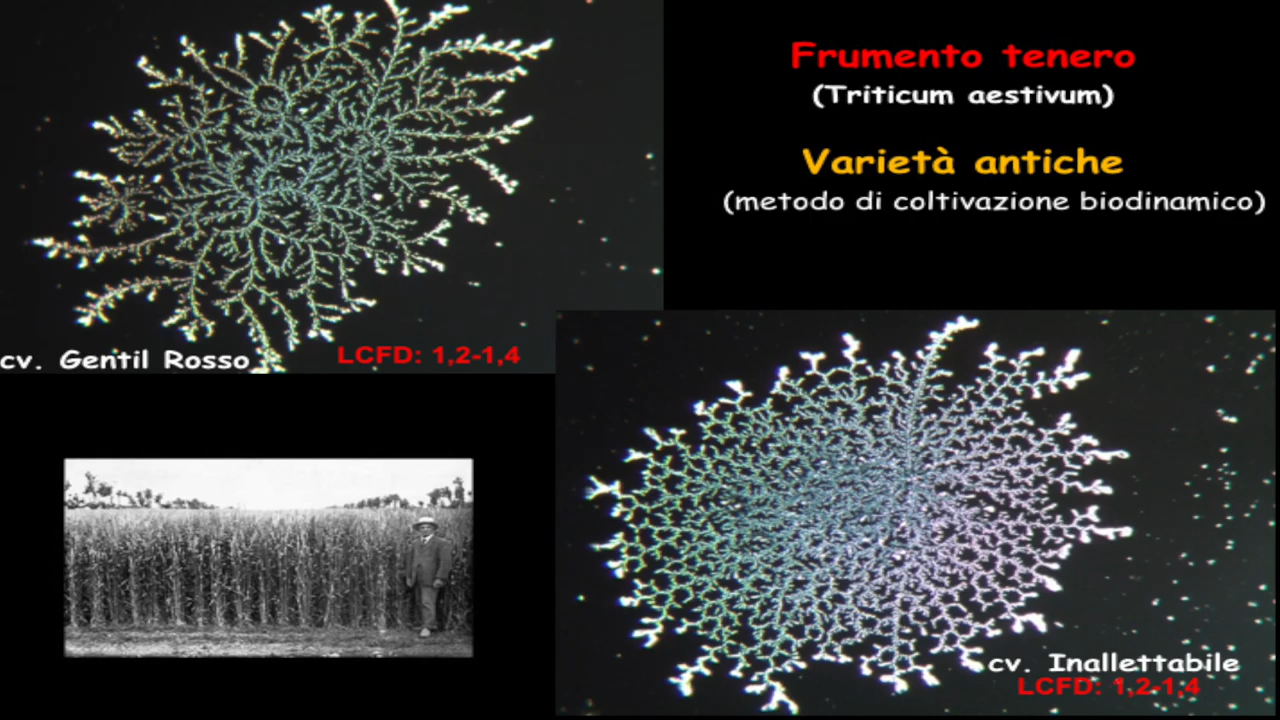 Frumento tenero
(Triticum aestivum)
Varietà antiche
(metodo di coltivazione biodinamico)
cv. Gentil Rosso
LCFD: 1,2-1,4
cv. Inallettabile
LCFD: 1,2-1,4